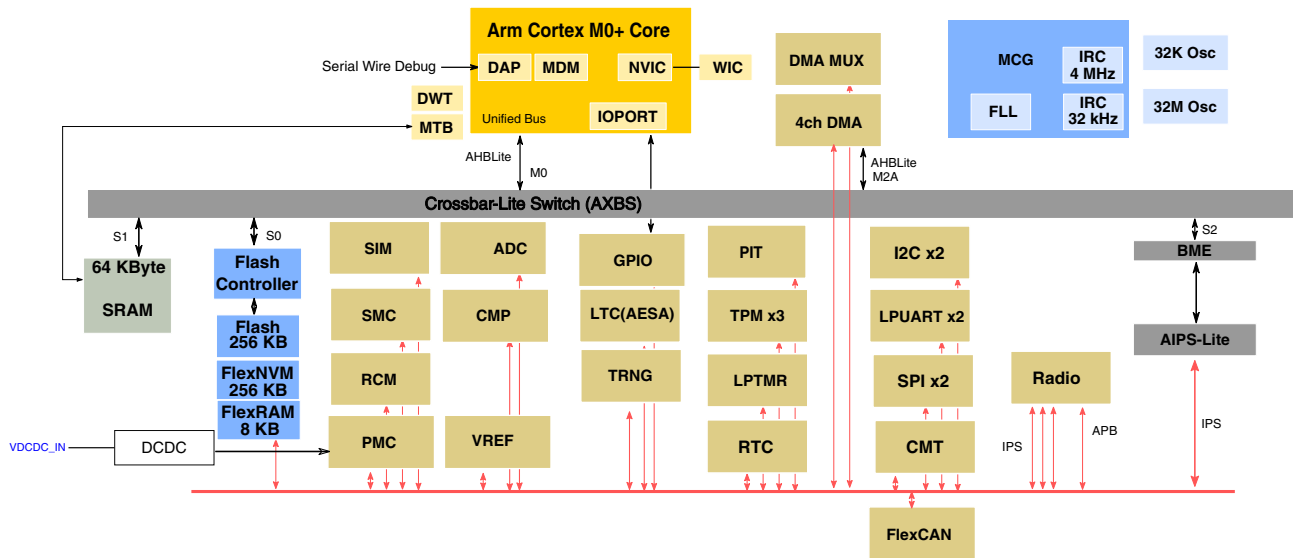 Arm Cortex M0+ Core
Serial Wire Debug
DAP
MDM
NVIC
WIC
DWT
MTB
Unified Bus
IOPORT
DMA MUX
4ch DMA
MCG
IRC
4 MHz
FLL
IRC
32 kHz
32K Osc
32M Osc
AHBLite
M0
AHBLite
M2A
Crossbar-Lite Switch (AXBS)
S1
S0
S2
64 KByte
SRAM
Flash
Controller
Flash
256 KB
FlexNVM
256 KB
FlexRAM
8 KB
SIM
SMC
RCM
PMC
ADC
CMP
VREF
GPIO
LTC(AESA)
TRNG
PIT
TPM x3
LPTMR
RTC
I2C x2
LPUART x2
SPI x2
CMT
Radio
IPS
APB
BME
AIPS-Lite
IPS
VDCDC_IN
DCDC
FlexCAN